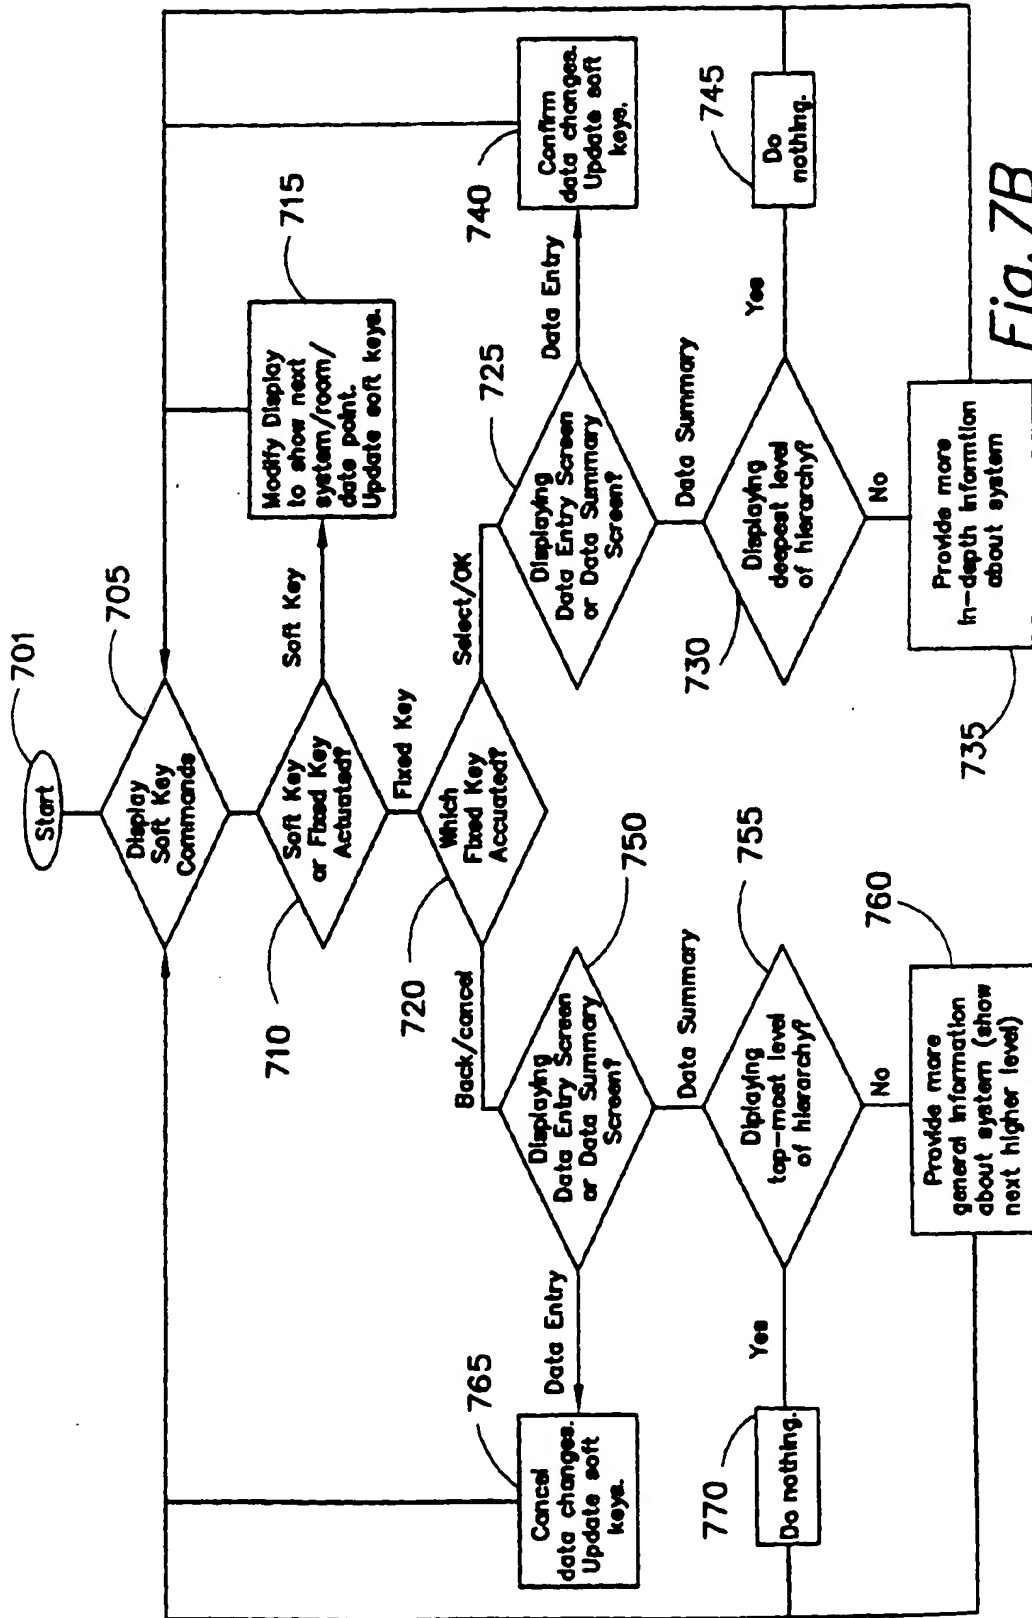 Start
701
Display
Soft Key
Commands
705
Soft Key
or Fixed Key
Actuated?
710
Soft Key
Modify Display
to show next
system/room/
date point.
Update soft keys.
715
Fixed Key
Which
Fixed Key
Accuated?
720
Select/OK
Displaying
Data Entry Screen
or Data Summary
Screen?
725
Data Entry
Confirm
data changes.
Update soft
keys.
740
Data Summary
Displaying
deepest level
of hierarchy?
730
Yes
Do
nothing.
745
No
Provide more
in-depth informtion
about system
735
Back/cancel
Displaying
Data Entry Screen
or Data Summary
Screen?
750
Data Entry
Cancel
data changes.
Update soft
keys.
765
Data Summary
Diplaying
top-most level
of hierarchy?
755
Yes
Do nothing.
770
No
Provide more
general information
about system (show
next higher level)
760
Fig. 7B